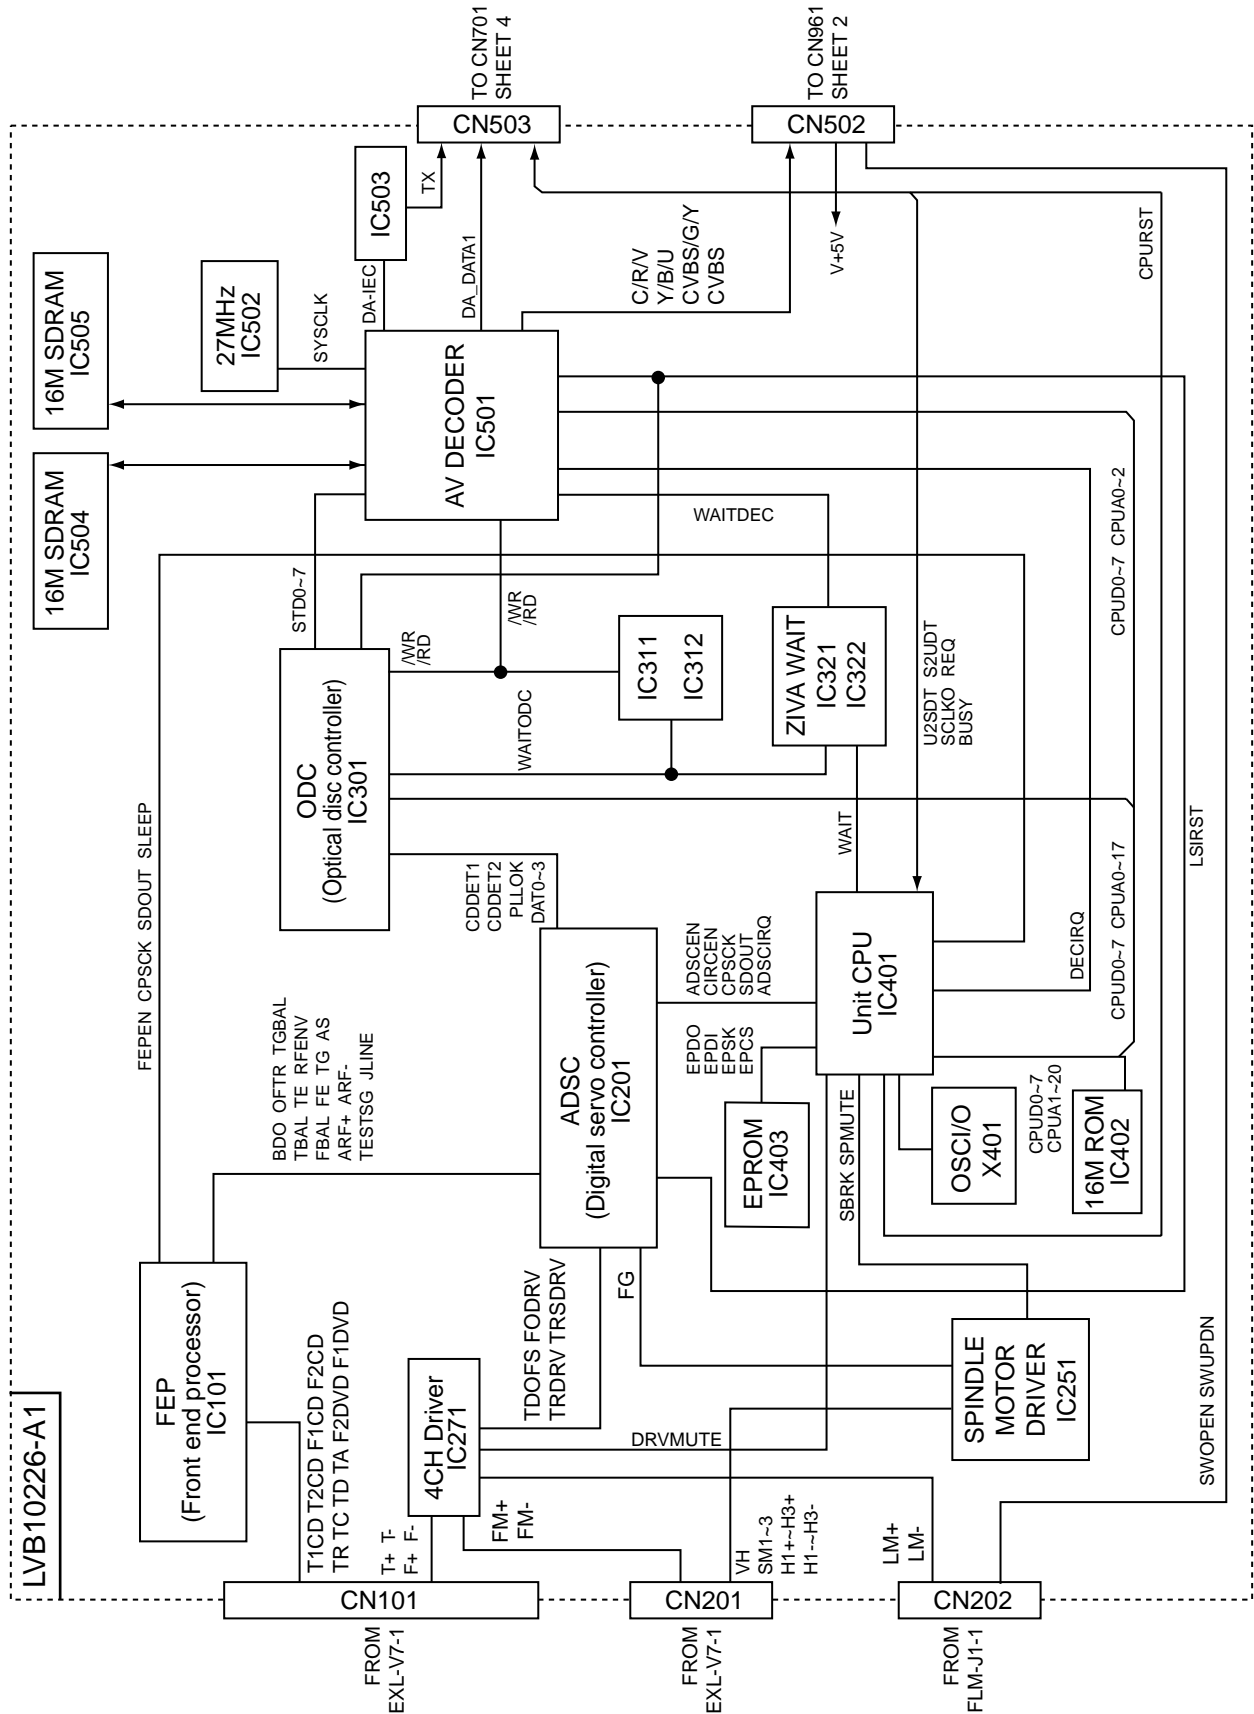 LVB10226-A1
FROM
EXL-V7-1
CN101
FROM
EXL-V7-1
CN201
FROM
FLM-J1-1
CN202
FEP
(Front end processor)
IC101
T1CD T2CD F1CD F2CD
TR TC TD TA F2DVD F1DVD
T+ T-
F+ F-
FM+
FM-
VH
SM1~3
H1+~H3+
H1-~H3-
LM+
LM-
4CH Driver
IC271
TDOFS FODRV
TRDRV TRSDRV
FG
DRVMUTE
SPINDLE
MOTOR
DRIVER
IC251
SWOPEN SWUPDN
FEPEN CPSCK SDOUT SLEEP
BDO OFTR TGBAL
TBAL TE RFENV
FBAL FE TG AS
ARF+ ARF-
TESTSG JLINE
ADSC
(Digital servo controller)
IC201
EPROM
IC403
EPDO
EPDI
EPSK
EPCS
SBRK SPMUTE
OSCI/O
X401
CPUD0~7
CPUA1~20
16M ROM
IC402
ADSCEN
CIRCEN
CPSCK
SDOUT
ADSCIRQ
Unit CPU
IC401
CDDET1
CDDET2
PLLOK
DAT0~3
ODC
(Optical disc controller)
IC301
WAITODC
WAIT
DECIRQ
CPUD0~7 CPUA0~17
LSIRST
STD0~7
/WR
/RD
/WR
/RD
IC311
IC312
ZIVA WAIT
IC321
IC322
U2SDT S2UDT
SCLKO REQ
BUSY
WAITDEC
CPUD0~7 CPUA0~2
16M SDRAM
IC504
16M SDRAM
IC505
27MHz
IC502
SYSCLK
AV DECODER
IC501
DA-IEC
IC503
TX
DA_DATA1
C/R/V
Y/B/U
CVBS/G/Y
CVBS
V+5V
CPURST
CN503
TO CN701
SHEET 4
CN502
TO CN961
SHEET 2